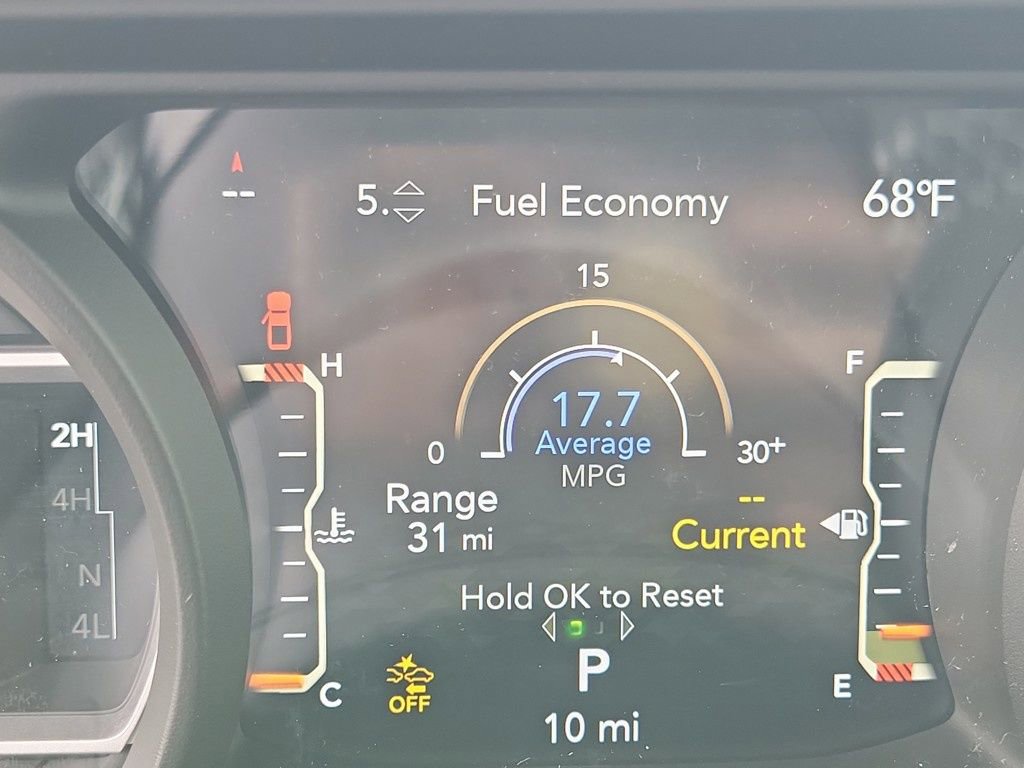 --
5. Fuel Economy 68°F
15
H
F
2H
17.7
Average
0
30+
MPG
4H
Range
31 mi
--
Current
N
Hold OK to Reset
4L
P
C
E
OFF
10 mi